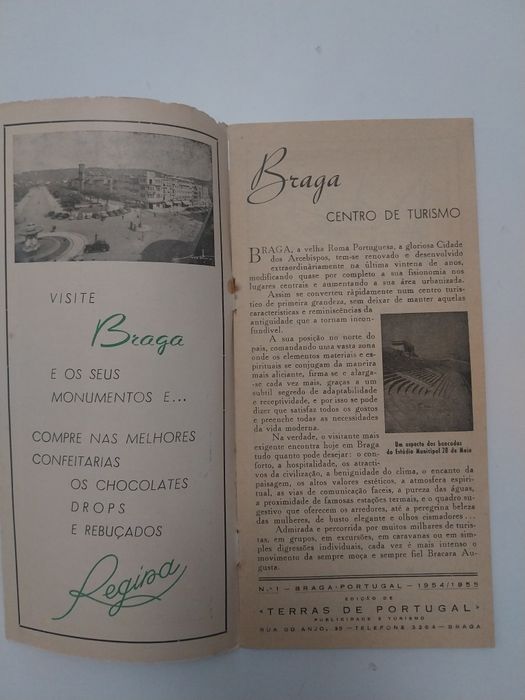 VISITE
Braga
E OS SEUS
MONUMENTOS E...
COMPRE NAS MELHORES
CONFEITARIAS
OS CHOCOLATES
DROPS
E REBUÇADOS
Regina
Braga
CENTRO DE TURISMO
BRAGA, a velha Roma Portuguesa, a gloriosa Cidade
dos Arcebispos, tem-se renovado e desenvolvido
extraordinàriamente na última vintena de anos,
modificando quase por completo a sua fisionomia nos
lugares centrais e aumentando a sua área urbanizada.
Assim se converteu ràpidamente num centro turís-
tico de primeira grandeza, sem deixar de manter aquelas
características e reminiscências da
antiguidade que a tornam incon-
fundível.
A sua posição no norte do
país, comandando uma vasta zona
onde os elementos materiais e es-
pirituais se conjugam da maneira
mais aliciante, firma-se e alarga-
-se cada vez mais, graças a um
subtil segredo de adaptabilidade
e receptividade, e por isso se pode
dizer que satisfaz todos os gostos
e preenche todas as necessidades
da vida moderna.
Um aspecto das bancadas
do Estádio Municipal 28 de Maio
Na verdade, o visitante mais
exigente encontra hoje em Braga
tudo quanto pode desejar: o con-
forto, a hospitalidade, os atracti-
vos da civilização, a benignidade do clima, o encanto da
paisagem, os altos valores estéticos, a atmosfera espiri-
tual, as vias de comunicação faceis, a pureza das águas,
a proximidade de famosas estações termais, e o quadro su-
gestivo que oferecem os arredores, até a peregrina beleza
das mulheres, de busto elegante e olhos cismadores...
Admirada e percorrida por muitos milhares de turis-
tas, em grupos, em excursões, em caravanas ou em sim-
ples digressões individuais, cada vez é mais intenso o
movimento da sempre moça e sempre fiel Bracara Au-
gusta.
N.º 1 — BRAGA-PORTUGAL — 1954/1955
EDIÇÃO DE
«TERRAS DE PORTUGAL»
PUBLICIDADE E TURISMO
RUA DO ANJO, 35 — TELEFONE 3264 — BRAGA